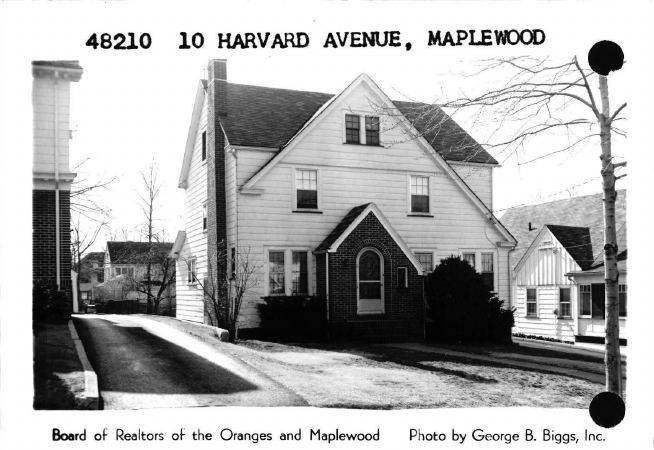 48210 10 HARVARD AVENUE, MAPLEWOOD
Board of Realtors of the Oranges and Maplewood Photo by George B. Biggs, Inc.